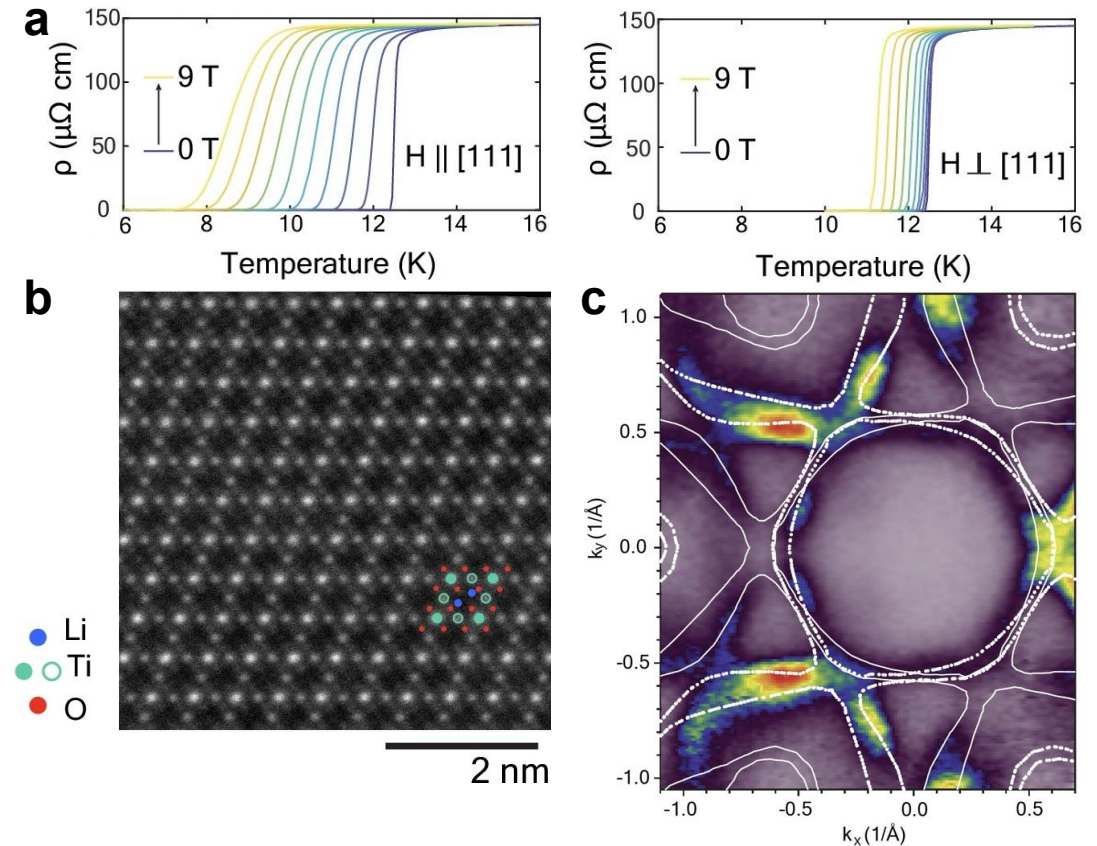 a
150
100
50
0
ρ (μΩ cm)
9 T
0 T
H || [111]
6 8 10 12 14 16
Temperature (K)
150
100
50
0
ρ (μΩ cm)
9 T
0 T
H ⊥ [111]
6 8 10 12 14 16
Temperature (K)
b
Li
Ti
O
2 nm
c
1.0
0.5
0.0
-0.5
-1.0
ky (1/Å)
-1.0 -0.5 0.0 0.5
kx (1/Å)